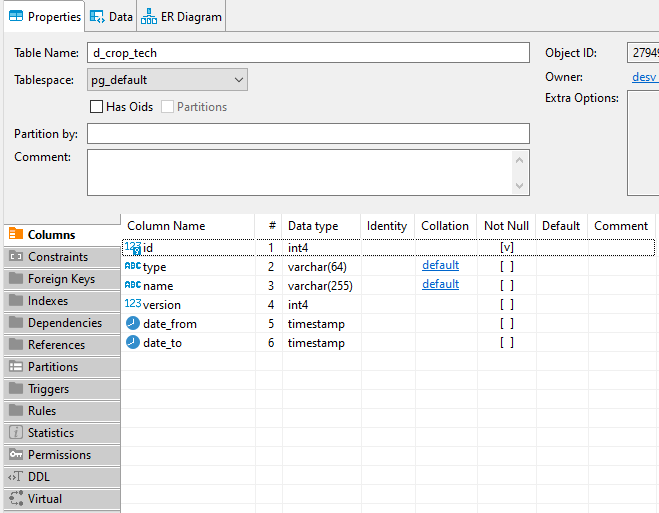 Properties Data ER Diagram
Table Name: d_crop_tech Object ID: 27949
Tablespace: pg_default Owner: desv
Has Oids Partitions Extra Options:
Partition by:
Comment:
Column Name # Data type Identity Collation Not Null Default Comment
Columns
123 id 1 int4 [v]
Constraints
ABC type 2 varchar(64) default [ ]
Foreign Keys
ABC name 3 varchar(255) default [ ]
Indexes
123 version 4 int4 [ ]
Dependencies
date_from 5 timestamp [ ]
References
date_to 6 timestamp [ ]
Partitions
Triggers
Rules
Statistics
Permissions
DDL
Virtual